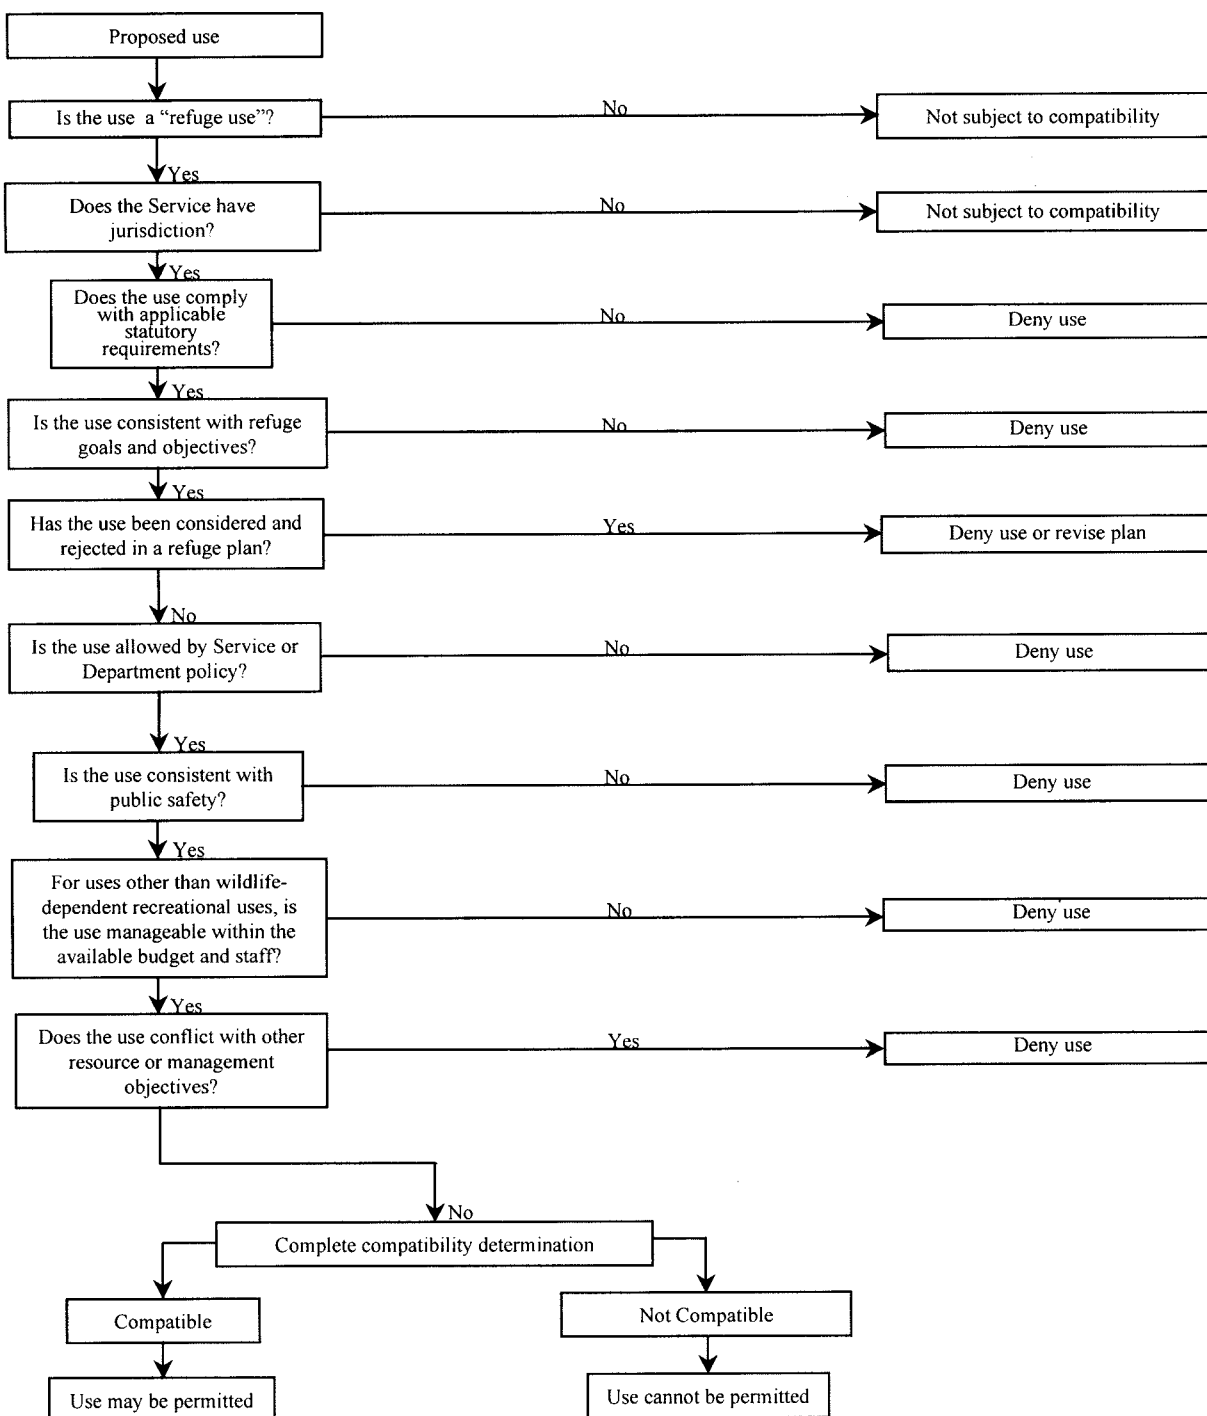 Proposed use
Is the use a “refuge use”?
No
Not subject to compatibility
Yes
Does the Service have
jurisdiction?
No
Not subject to compatibility
Yes
Does the use comply
with applicable
statutory
requirements?
No
Deny use
Yes
Is the use consistent with refuge
goals and objectives?
No
Deny use
Yes
Has the use been considered and
rejected in a refuge plan?
Yes
Deny use or revise plan
No
Is the use allowed by Service or
Department policy?
No
Deny use
Yes
Is the use consistent with
public safety?
No
Deny use
Yes
For uses other than wildlife-
dependent recreational uses, is
the use manageable within the
available budget and staff?
No
Deny use
Yes
Does the use conflict with other
resource or management
objectives?
Yes
Deny use
No
Complete compatibility determination
Compatible
Not Compatible
Use may be permitted
Use cannot be permitted